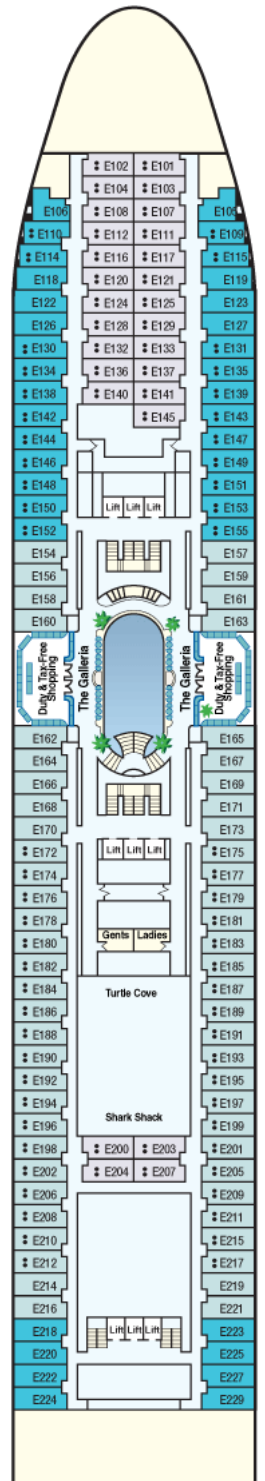 E102 E101
E104 E103
E106 E108 E107 E105
E110 E112 E111 E109
E114 E116 E117 E115
E118 E120 E121 E119
E122 E124 E125 E123
E126 E128 E129 E127
E130 E132 E133 E131
E134 E136 E137 E135
E138 E140 E141 E139
E142 E145 E143
E144 E147
E146 E149
E148 E151
E150 Lift Lift Lift E153
E152 E155
E154 E157
E156 E159
E158 E161
E160 E163
Duty & Tax-Free
Shopping
The Galleria
The Galleria
Duty & Tax-Free
Shopping
E162 E165
E164 E167
E166 E169
E168 E171
E170 E173
E172 Lift Lift Lift E175
E174 E177
E176 E179
E178 E181
E180 Gents Ladies E183
E182 E185
E184 Turtle Cove E187
E186 E189
E188 E191
E190 E193
E192 E195
E194 E197
E196 Shark Shack E199
E198 E200 E203 E201
E202 E204 E207 E205
E206 E209
E208 E211
E210 E215
E212 E217
E214 E219
E216 E221
E218 Lift Lift Lift E223
E220 E225
E222 E227
E224 E229